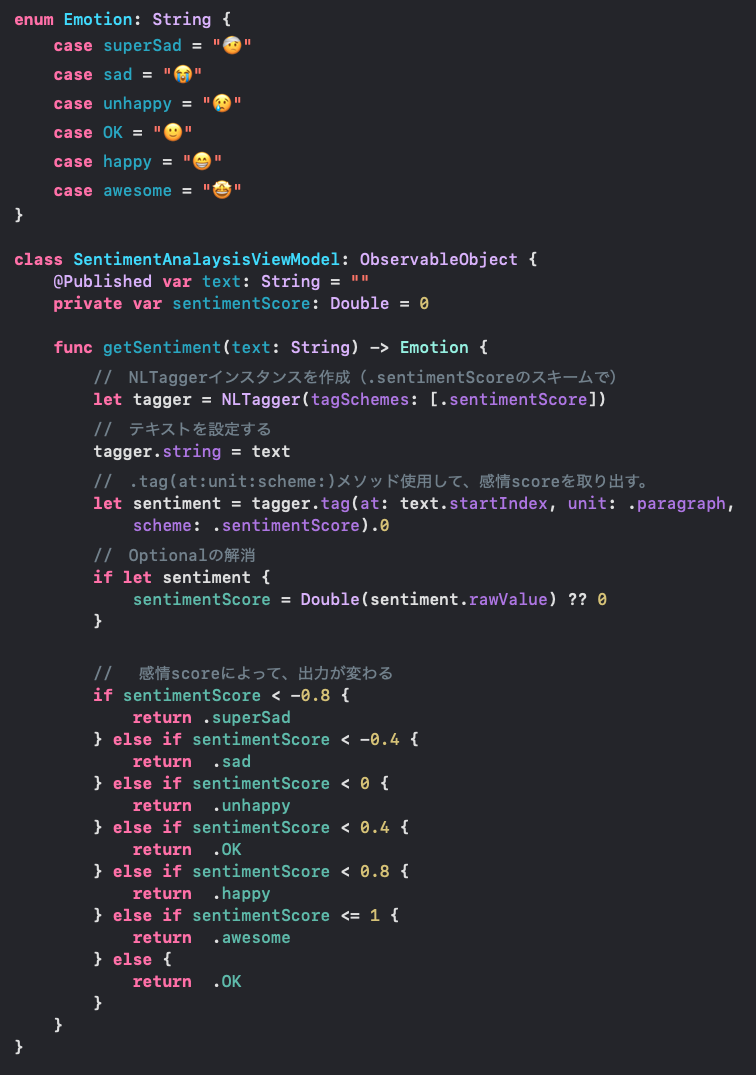 enum Emotion: String {
    case superSad = "🤕"
    case sad = "😭"
    case unhappy = "😢"
    case OK = "🙂"
    case happy = "😁"
    case awesome = "🤩"
}

class SentimentAnalaysisViewModel: ObservableObject {
    @Published var text: String = ""
    private var sentimentScore: Double = 0

    func getSentiment(text: String) -> Emotion {
        //　NLTaggerインスタンスを作成（.sentimentScoreのスキームで）
        let tagger = NLTagger(tagSchemes: [.sentimentScore])
        //　テキストを設定する
        tagger.string = text
        //　.tag(at:unit:scheme:)メソッド使用して、感情scoreを取り出す。
        let sentiment = tagger.tag(at: text.startIndex, unit: .paragraph,
            scheme: .sentimentScore).0
        //　Optionalの解消
        if let sentiment {
            sentimentScore = Double(sentiment.rawValue) ?? 0
        }

        //　 感情scoreによって、出力が変わる
        if sentimentScore < -0.8 {
            return .superSad
        } else if sentimentScore < -0.4 {
            return  .sad
        } else if sentimentScore < 0 {
            return  .unhappy
        } else if sentimentScore < 0.4 {
            return  .OK
        } else if sentimentScore < 0.8 {
            return  .happy
        } else if sentimentScore <= 1 {
            return  .awesome
        } else {
            return  .OK
        }
    }
}